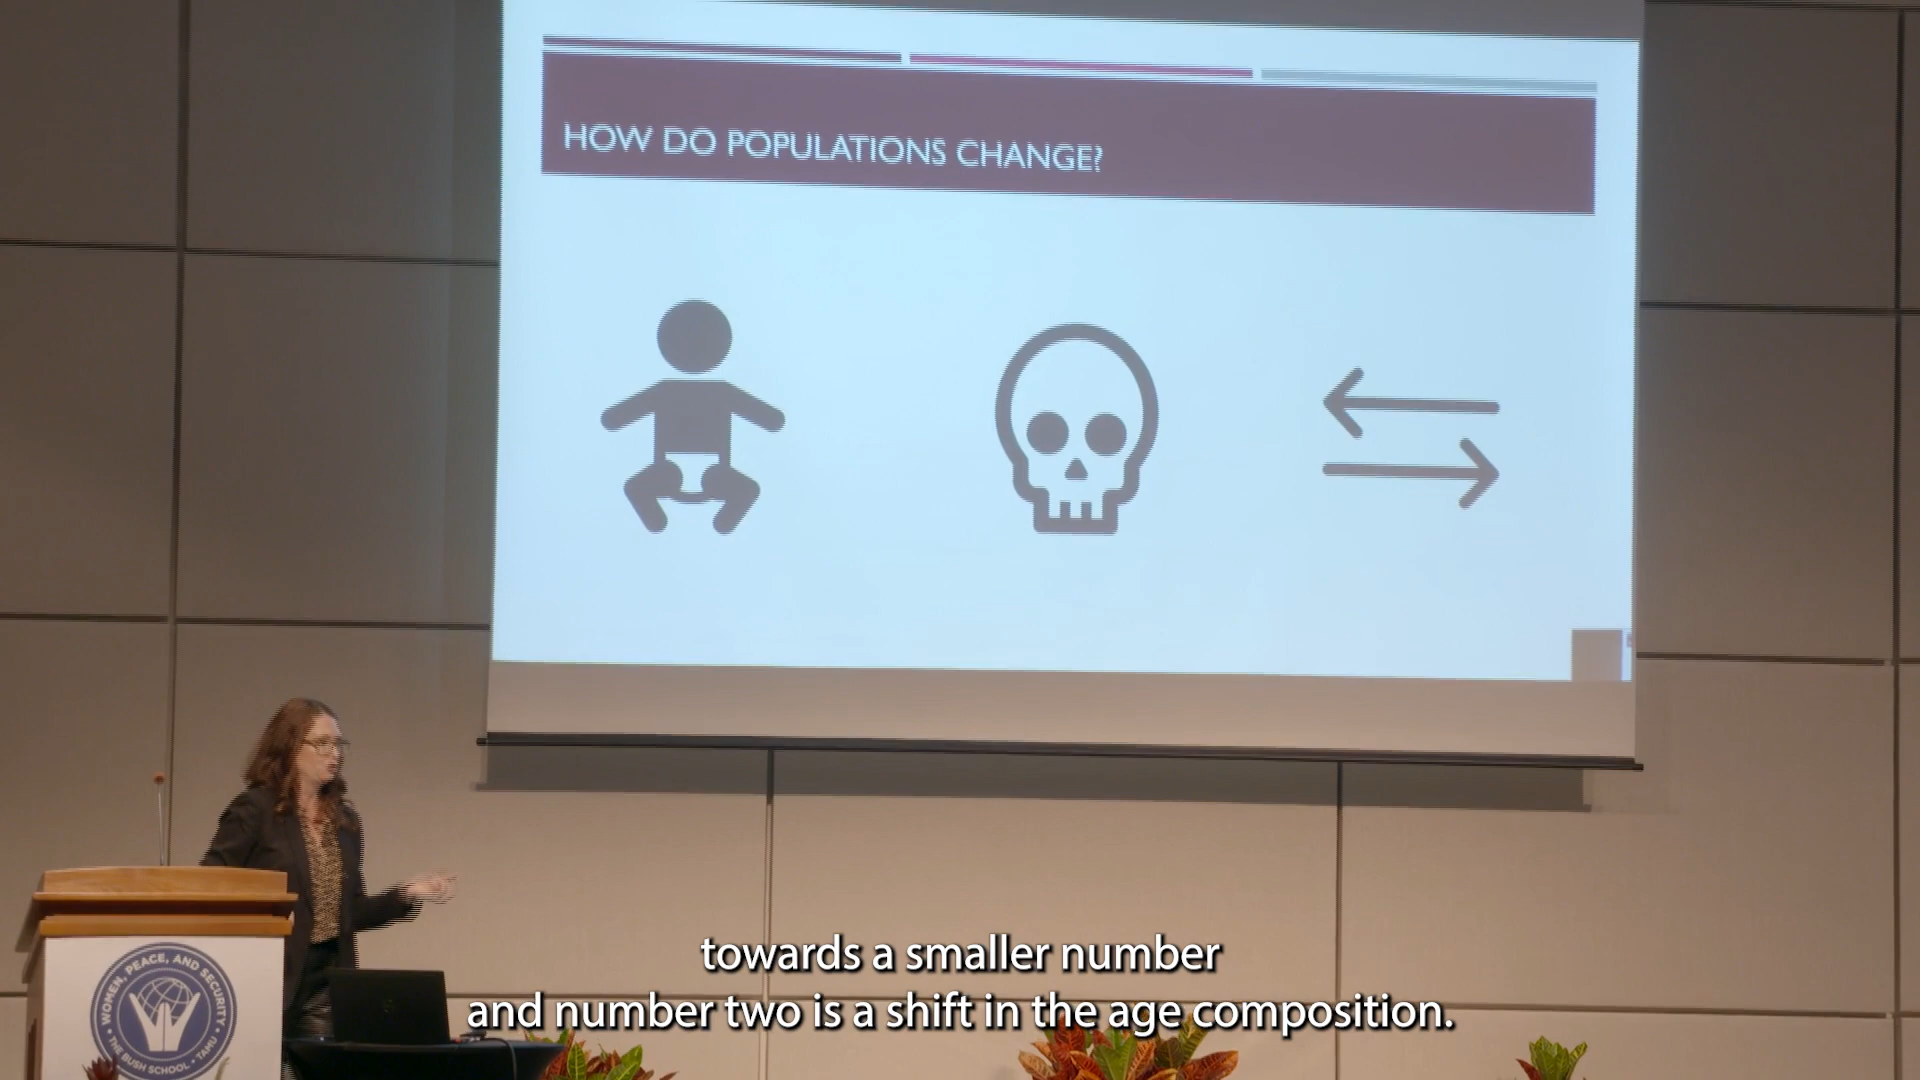 HOW DO POPULATIONS CHANGE?
WOMEN, PEACE, AND SECURITY
THE BUSH SCHOOL • TAMU
towards a smaller number
and number two is a shift in the age composition.